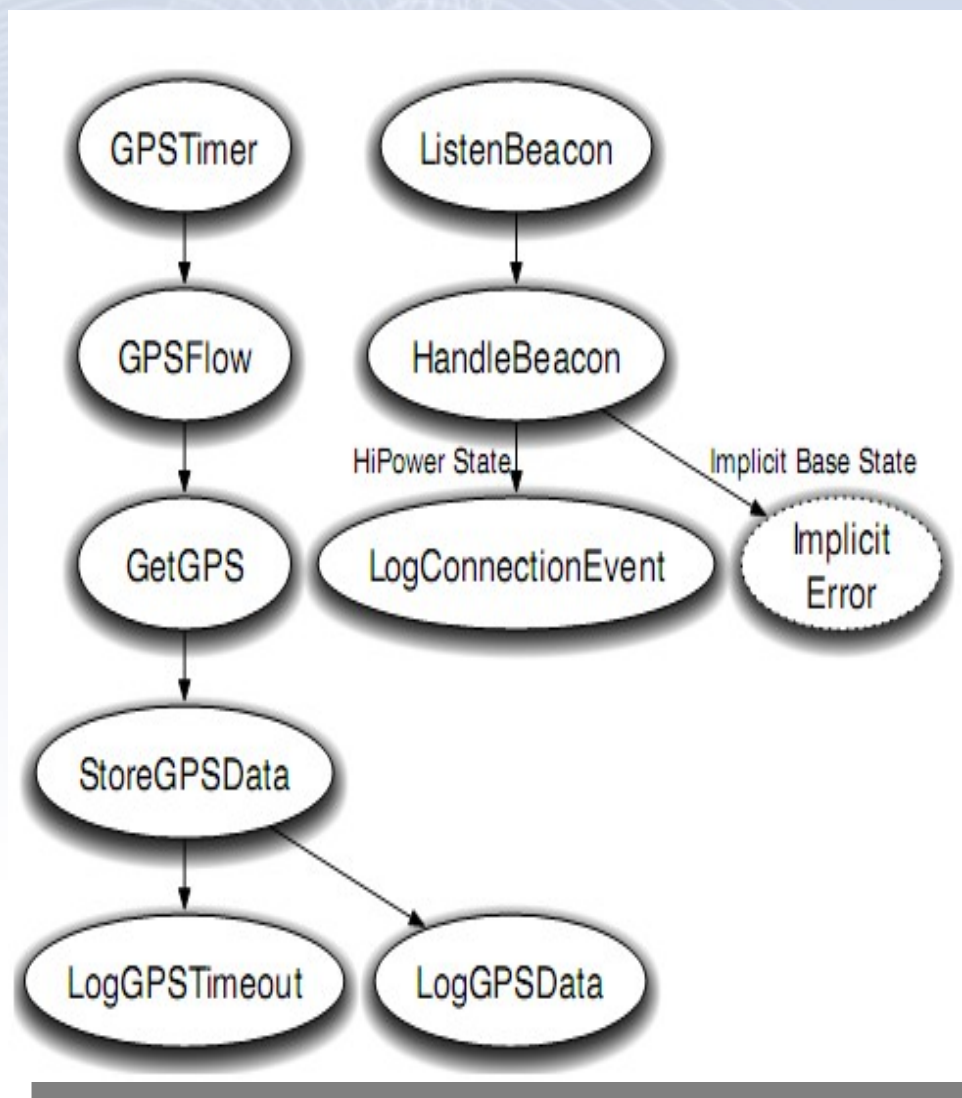 GPSTimer
ListenBeacon
GPSFlow
HandleBeacon
HiPower State
Implicit Base State
GetGPS
LogConnectionEvent
Implicit
Error
StoreGPSData
LogGPSTimeout
LogGPSData